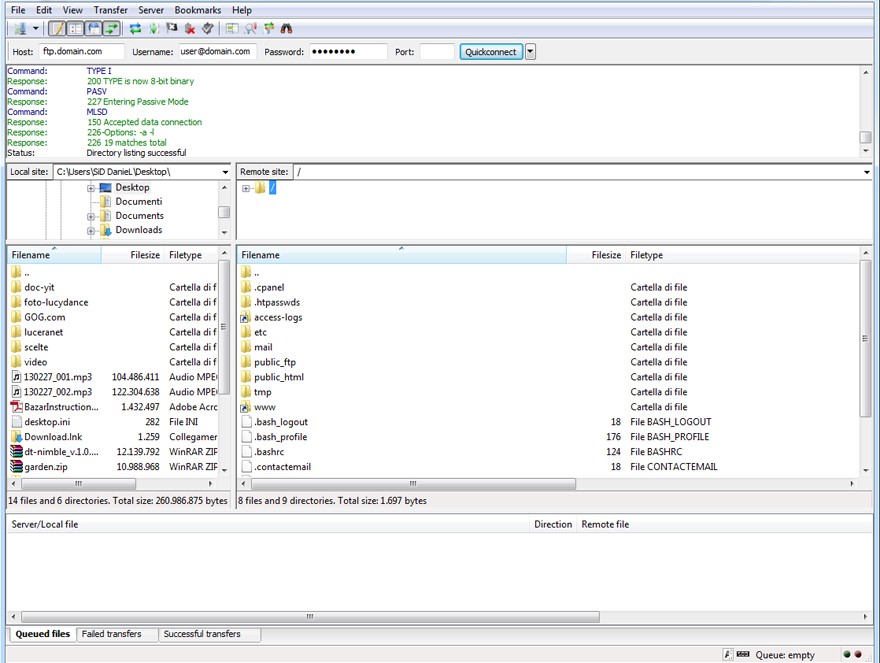 File Edit View Transfer Server Bookmarks Help
Host: ftp.domain.com Username: user@domain.com Password: ●●●●●●●● Port: Quickconnect
Command: TYPE I
Response: 200 TYPE is now 8-bit binary
Command: PASV
Response: 227 Entering Passive Mode
Command: MLSD
Response: 150 Accepted data connection
Response: 226-Options: -a -l
Response: 226 19 matches total
Status: Directory listing successful
Local site: C:\Users\SiD DanieL\Desktop\
Desktop
Documenti
Documents
Downloads
Remote site: /
/
Filename Filesize Filetype
..
doc-yit Cartella di f
foto-lucydance Cartella di f
GOG.com Cartella di f
luceranet Cartella di f
scelte Cartella di f
video Cartella di f
130227_001.mp3 104.486.411 Audio MPE
130227_002.mp3 122.304.638 Audio MPE
BazarInstruction... 1.432.497 Adobe Acro
desktop.ini 282 File INI
Download.lnk 1.259 Collegamer
dt-nimble_v.1.0.... 12.139.792 WinRAR ZIF
garden.zip 10.988.968 WinRAR ZIF
14 files and 6 directories. Total size: 260.986.875 bytes
Filename Filesize Filetype
..
.cpanel Cartella di file
.htpasswds Cartella di file
access-logs Cartella di file
etc Cartella di file
mail Cartella di file
public_ftp Cartella di file
public_html Cartella di file
tmp Cartella di file
www Cartella di file
.bash_logout 18 File BASH_LOGOUT
.bash_profile 176 File BASH_PROFILE
.bashrc 124 File BASHRC
.contactemail 18 File CONTACTEMAIL
8 files and 9 directories. Total size: 1.697 bytes
Server/Local file Direction Remote file
Queued files Failed transfers Successful transfers
Queue: empty